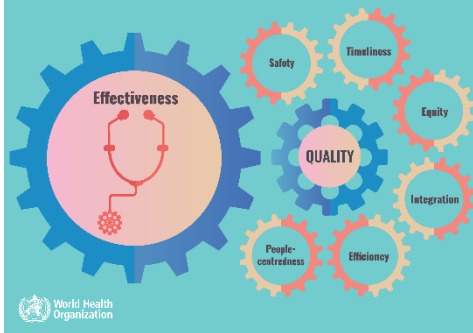 Effectiveness
Safety
Timeliness
Equity
QUALITY
Integration
People-
centredness
Efficiency
World Health
Organization